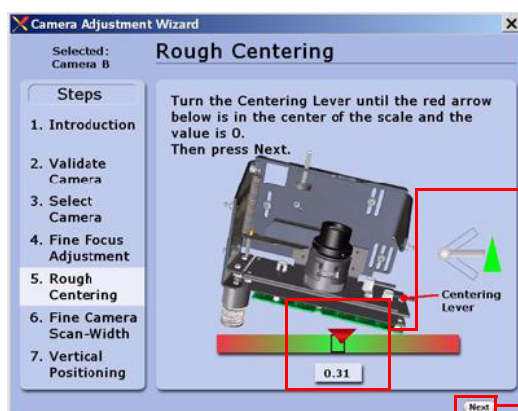 Camera Adjustment Wizard
Selected:
Camera B
Rough Centering
Steps
1. Introduction
2. Validate
Camera
3. Select
Camera
4. Fine Focus
Adjustment
5. Rough
Centering
6. Fine Camera
Scan-Width
7. Vertical
Positioning
Turn the Centering Lever until the red arrow
below is in the center of the scale and the
value is 0.
Then press Next.
Centering
Lever
0.31
Next